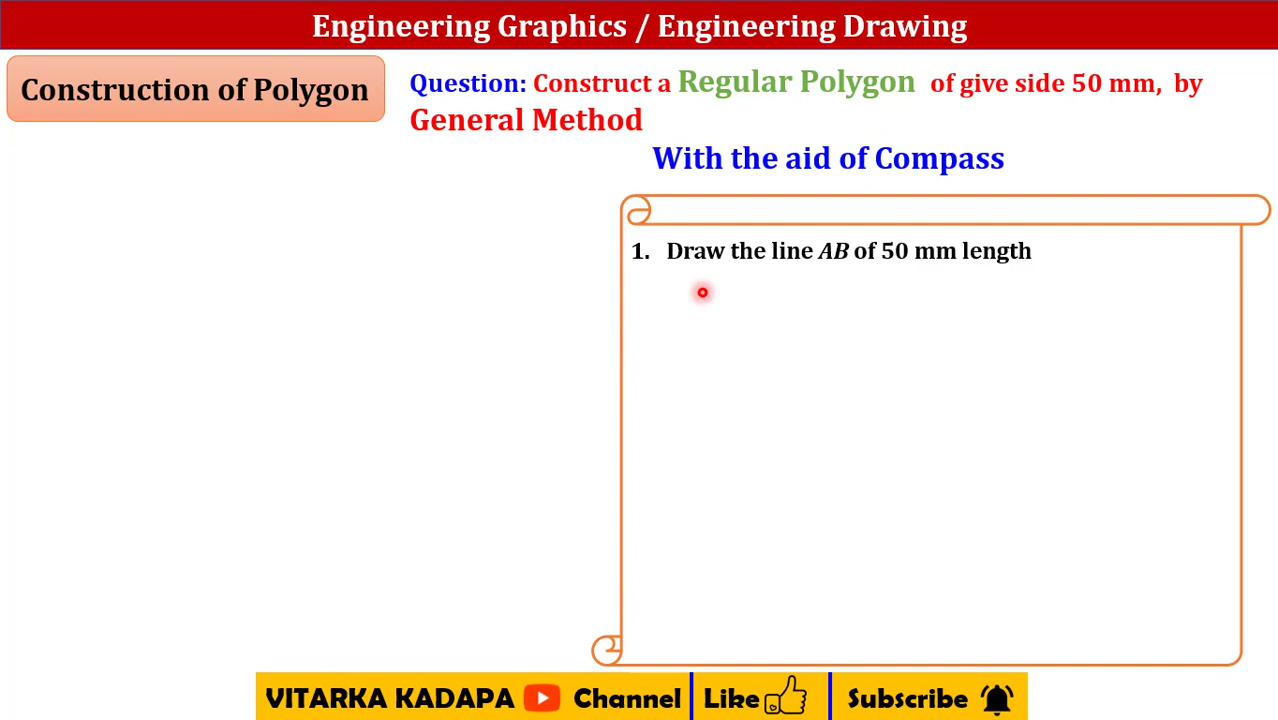 Engineering Graphics / Engineering Drawing
Construction of Polygon
Question: Construct a Regular Polygon of give side 50 mm, by
General Method
With the aid of Compass
1. Draw the line AB of 50 mm length
VITARKA KADAPA Channel Like Subscribe